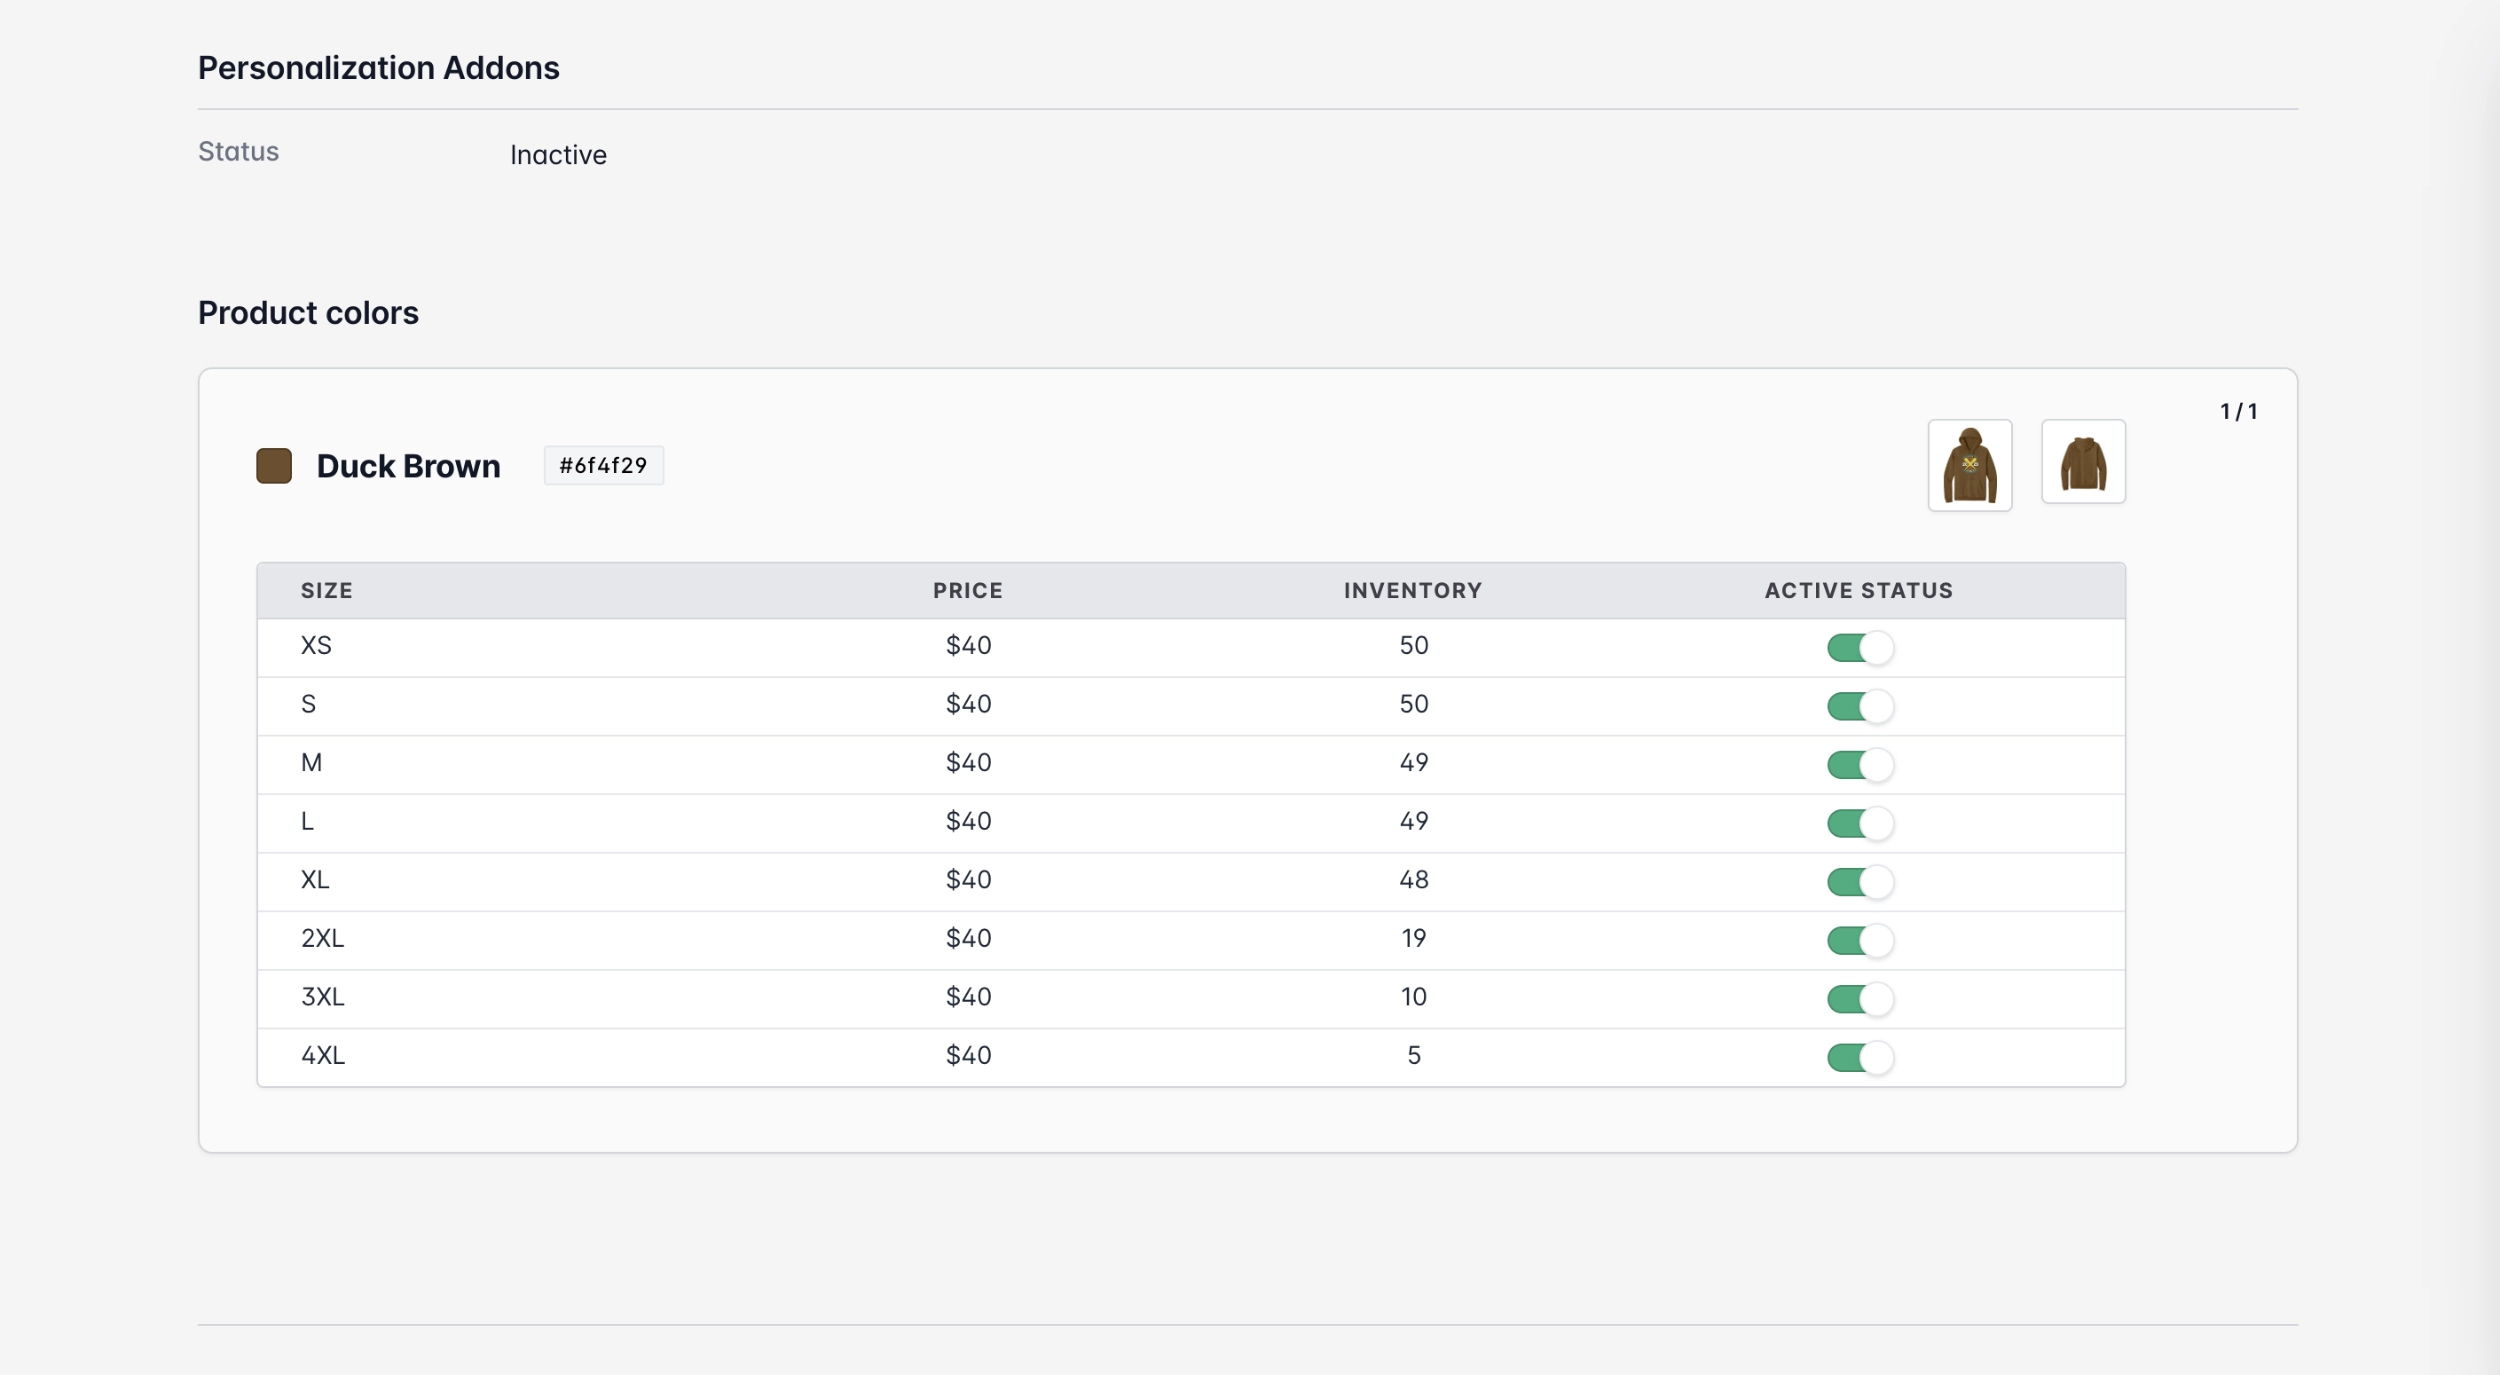 Personalization Addons
Status Inactive
Product colors
1 / 1
Duck Brown #6f4f29
SIZE PRICE INVENTORY ACTIVE STATUS
XS $40 50
S $40 50
M $40 49
L $40 49
XL $40 48
2XL $40 19
3XL $40 10
4XL $40 5